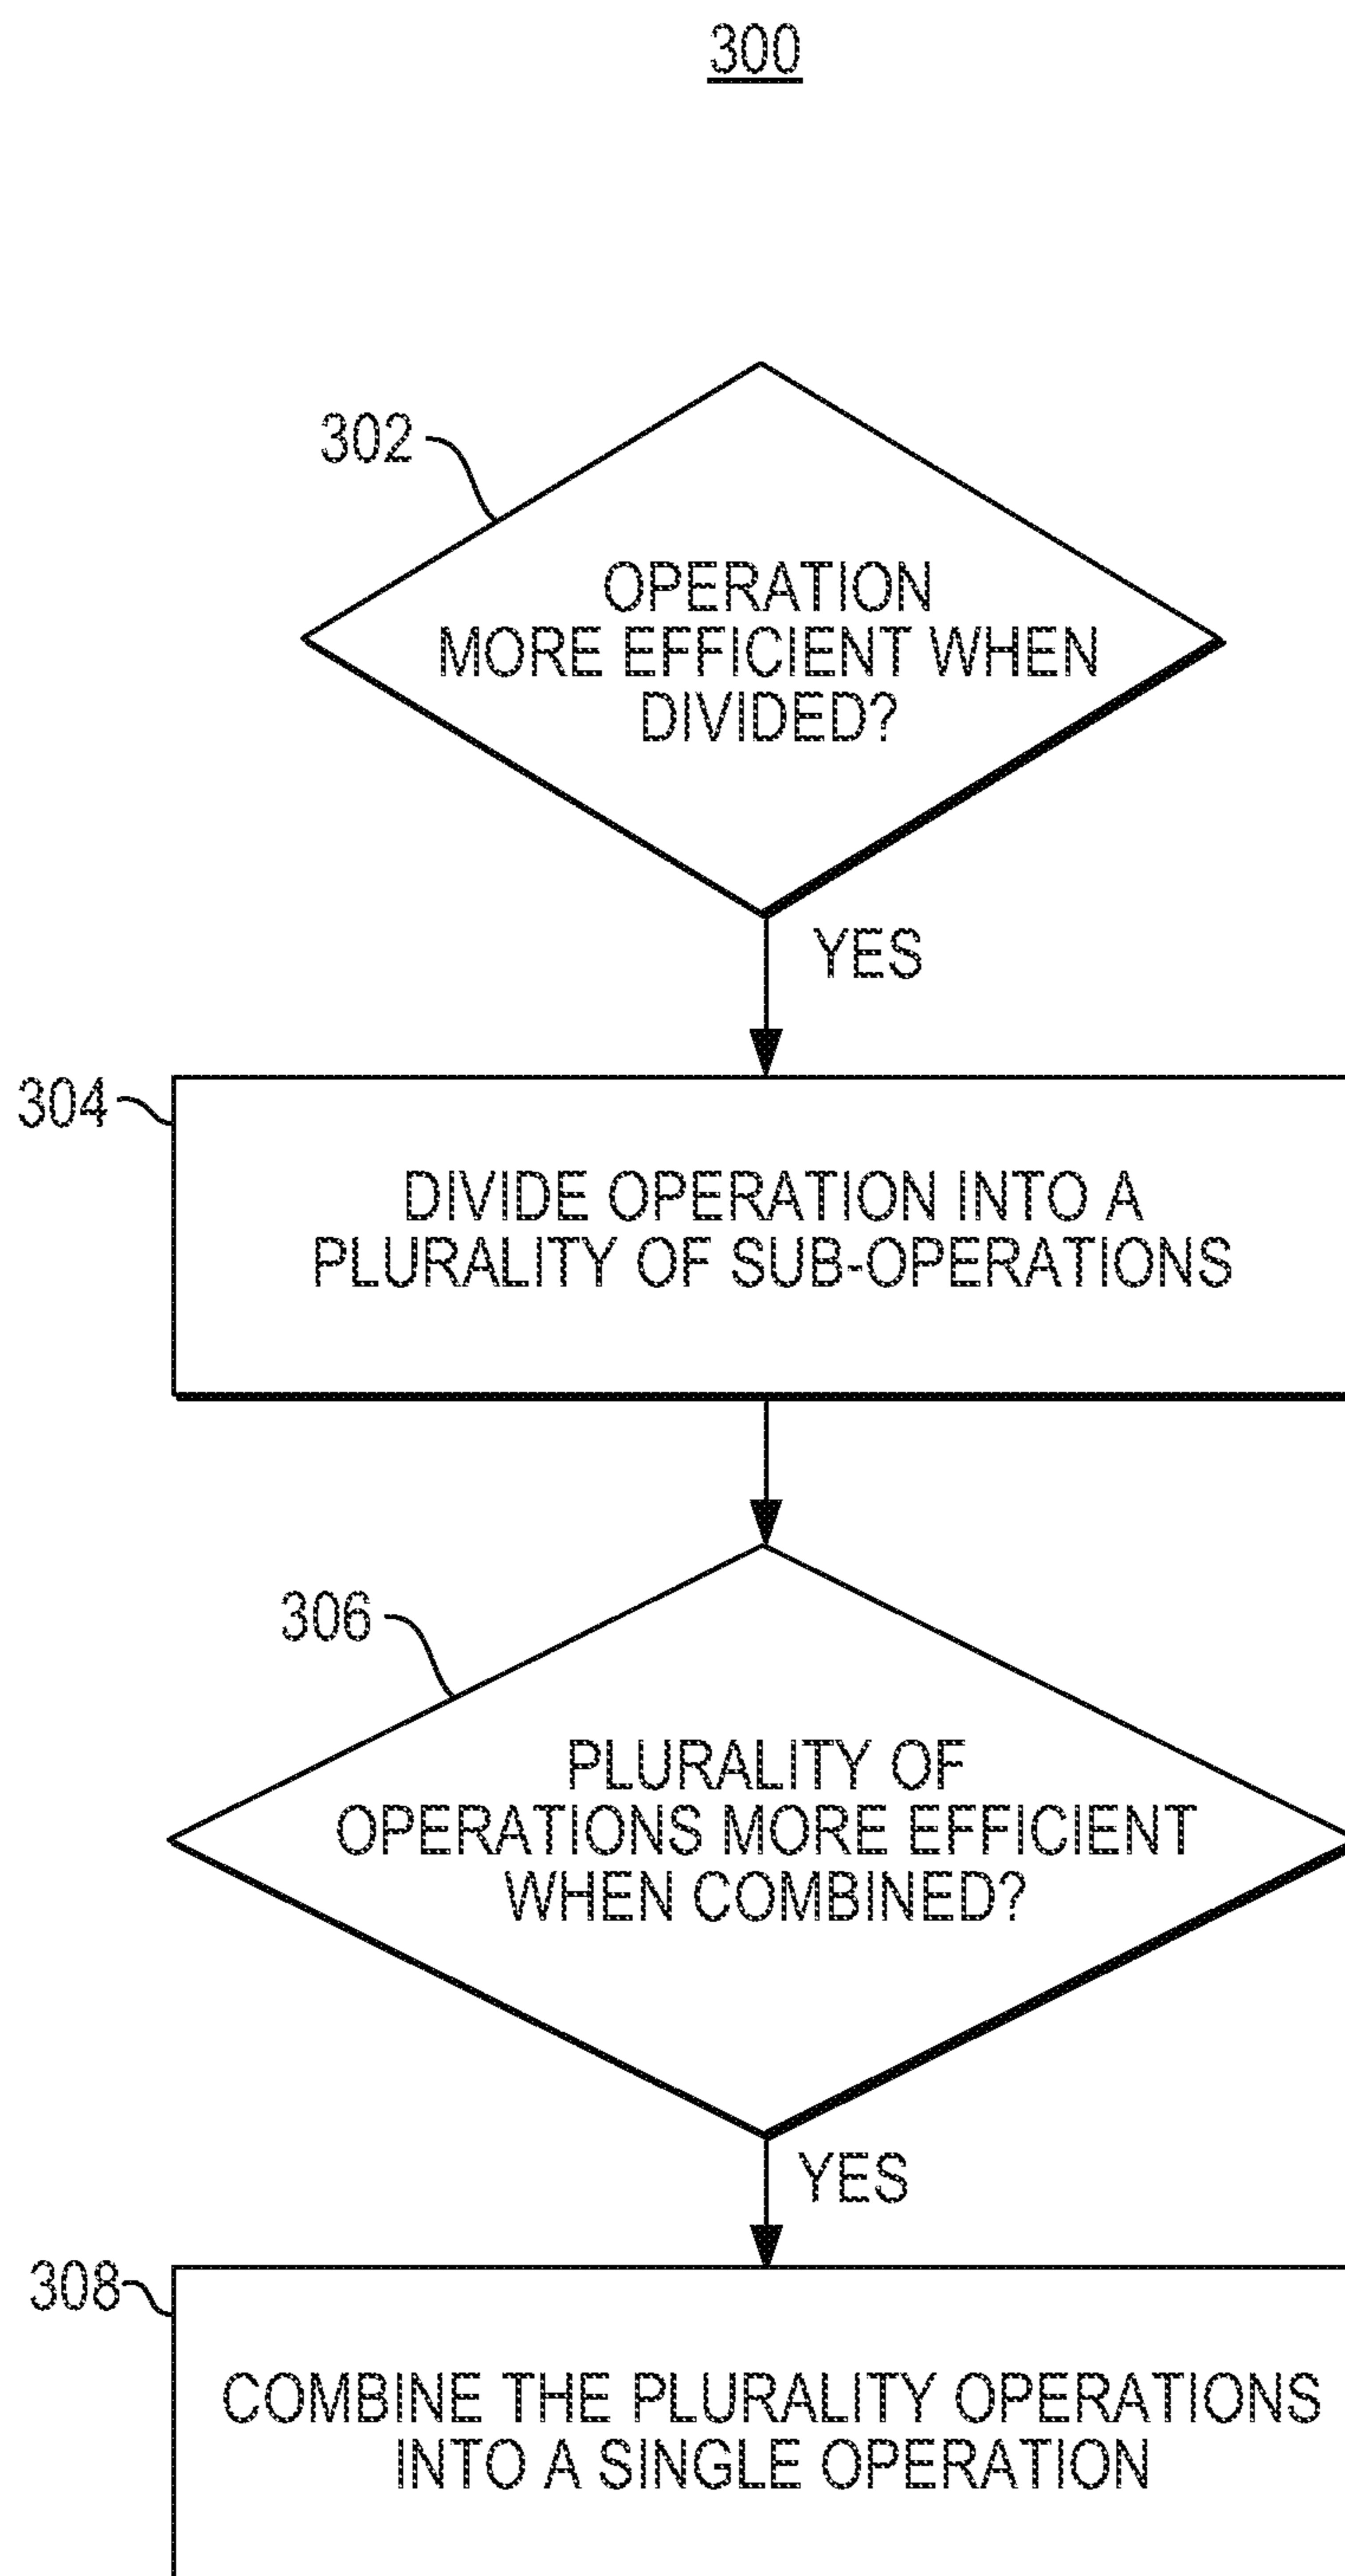 300
302
OPERATION
MORE EFFICIENT WHEN
DIVIDED?
YES
304
DIVIDE OPERATION INTO A
PLURALITY OF SUB-OPERATIONS
306
PLURALITY OF
OPERATIONS MORE EFFICIENT
WHEN COMBINED?
YES
308
COMBINE THE PLURALITY OPERATIONS
INTO A SINGLE OPERATION